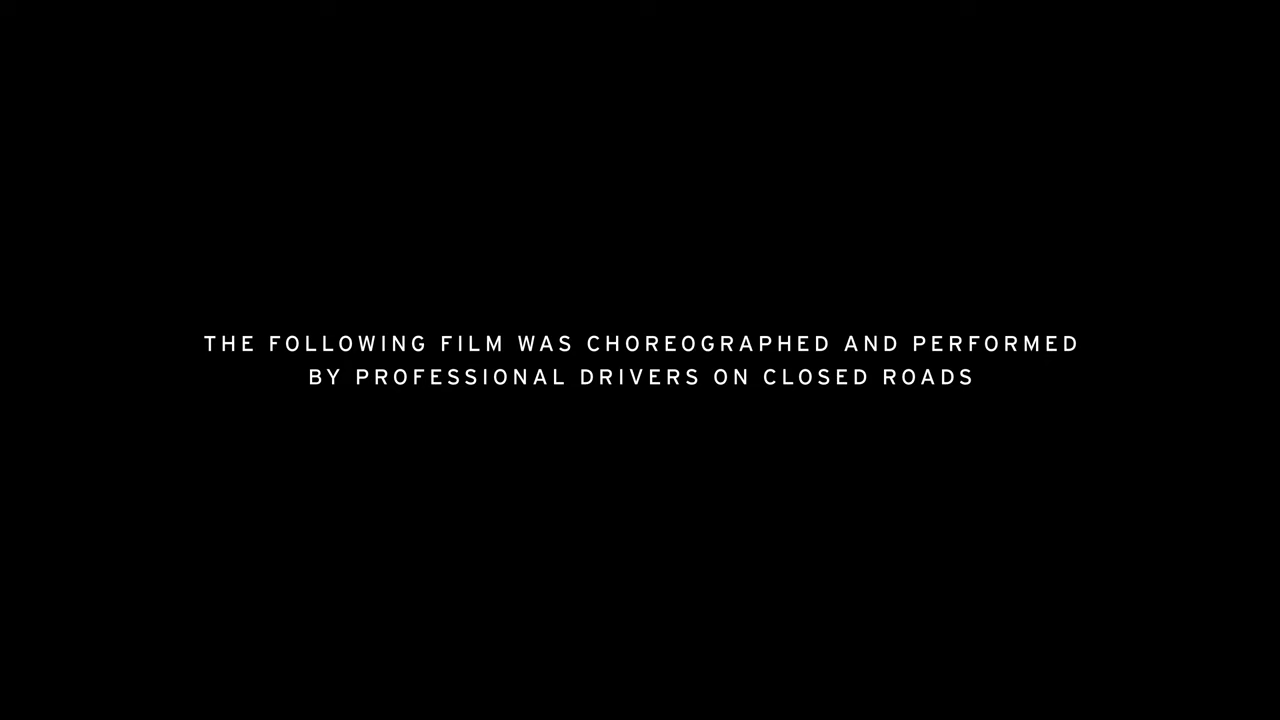 THE FOLLOWING FILM WAS CHOREOGRAPHED AND PERFORMED
BY PROFESSIONAL DRIVERS ON CLOSED ROADS